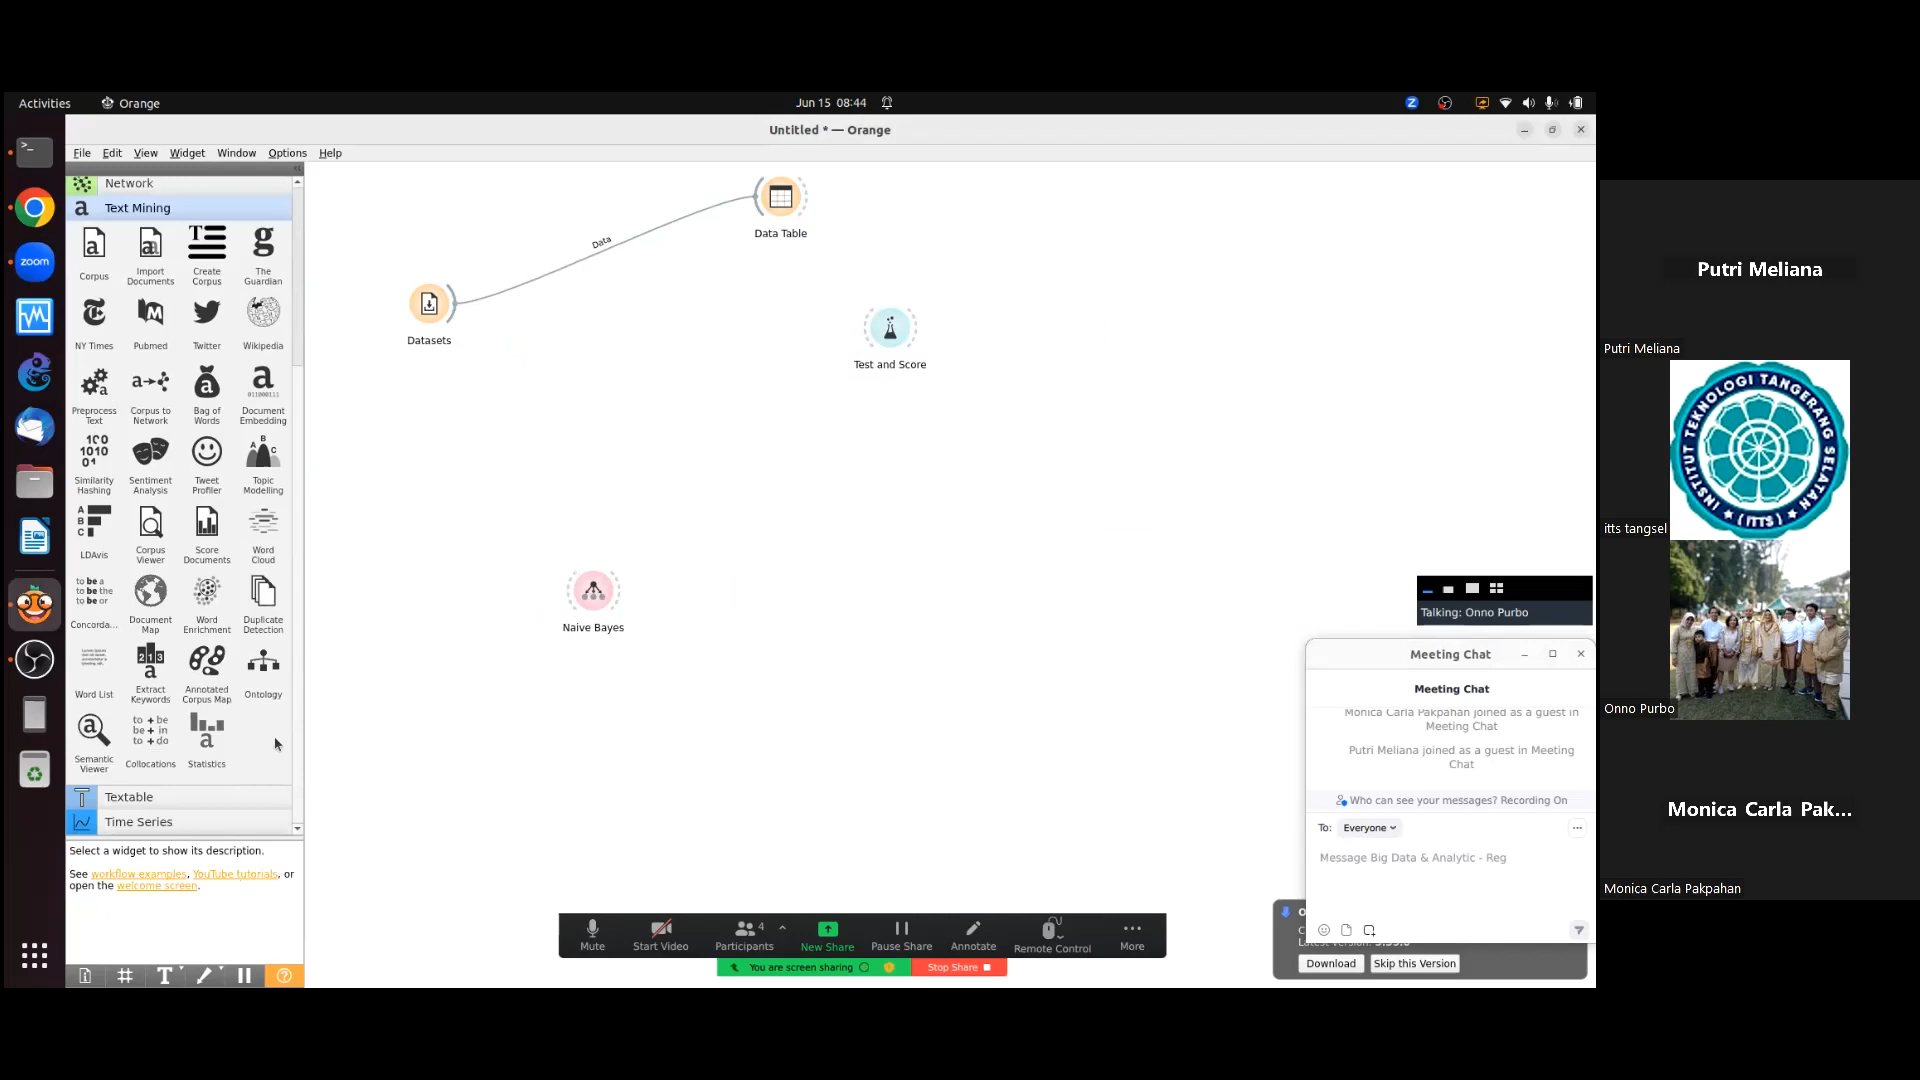 Activities
Orange
Jun 15 08:44
Untitled * — Orange
File Edit View Widget Window Options Help
Network
Text Mining
Corpus
Import Documents
Create Corpus
The Guardian
NY Times
Pubmed
Twitter
Wikipedia
Preprocess Text
Corpus to Network
Bag of Words
Document Embedding
Similarity Hashing
Sentiment Analysis
Tweet Profiler
Topic Modelling
LDAvis
Corpus Viewer
Score Documents
Word Cloud
Concorda...
Document Map
Word Enrichment
Duplicate Detection
Word List
Extract Keywords
Annotated Corpus Map
Ontology
Semantic Viewer
Collocations
Statistics
Textable
Time Series
Select a widget to show its description.
See workflow examples, YouTube tutorials, or
open the welcome screen.
Data Table
Data
Datasets
Test and Score
Naive Bayes
Talking: Onno Purbo
Meeting Chat
Meeting Chat
Monica Carla Pakpahan joined as a guest in
Meeting Chat
Putri Meliana joined as a guest in Meeting
Chat
Who can see your messages? Recording On
To: Everyone
Message Big Data & Analytic - Reg
Download
Skip this Version
Mute
Start Video
Participants 4
New Share
Pause Share
Annotate
Remote Control
More
You are screen sharing
Stop Share
zoom
Putri Meliana
Putri Meliana
INSTITUT TEKNOLOGI TANGERANG SELATAN
(ITTS)
itts tangsel
Onno Purbo
Monica Carla Pak...
Monica Carla Pakpahan